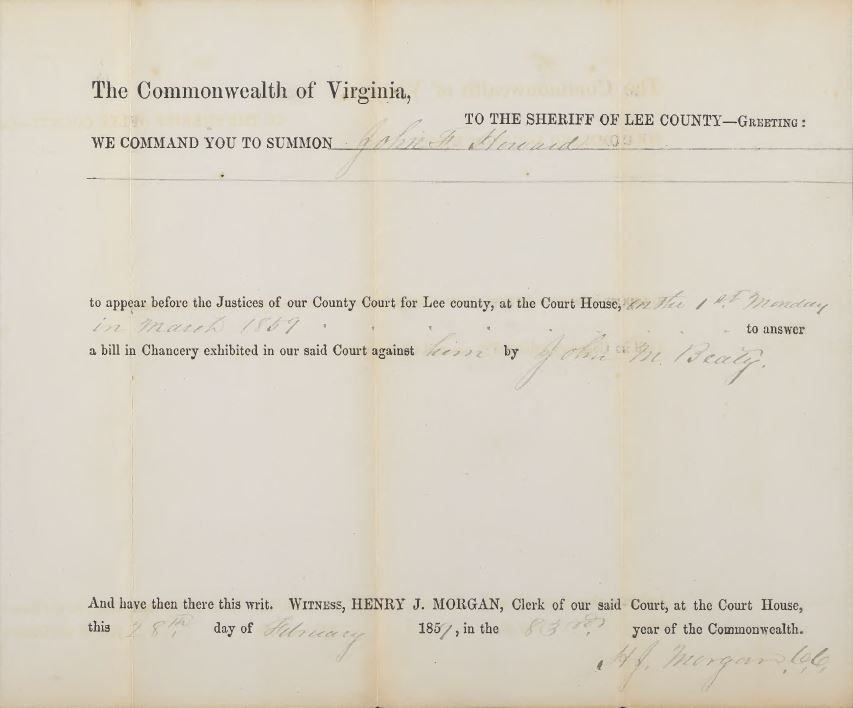 The Commonwealth of Virginia,
TO THE SHERIFF OF LEE COUNTY—GREETING:
WE COMMAND YOU TO SUMMON John F. Howard
to appear before the Justices of our County Court for Lee county, at the Court House, on the 1st Monday
in March 1859 to answer
a bill in Chancery exhibited in our said Court against him by John M. Beaty.
And have then there this writ. WITNESS, HENRY J. MORGAN, Clerk of our said Court, at the Court House,
this 28th day of February 1859, in the 83rd year of the Commonwealth.
H. J. Morgan C.C.